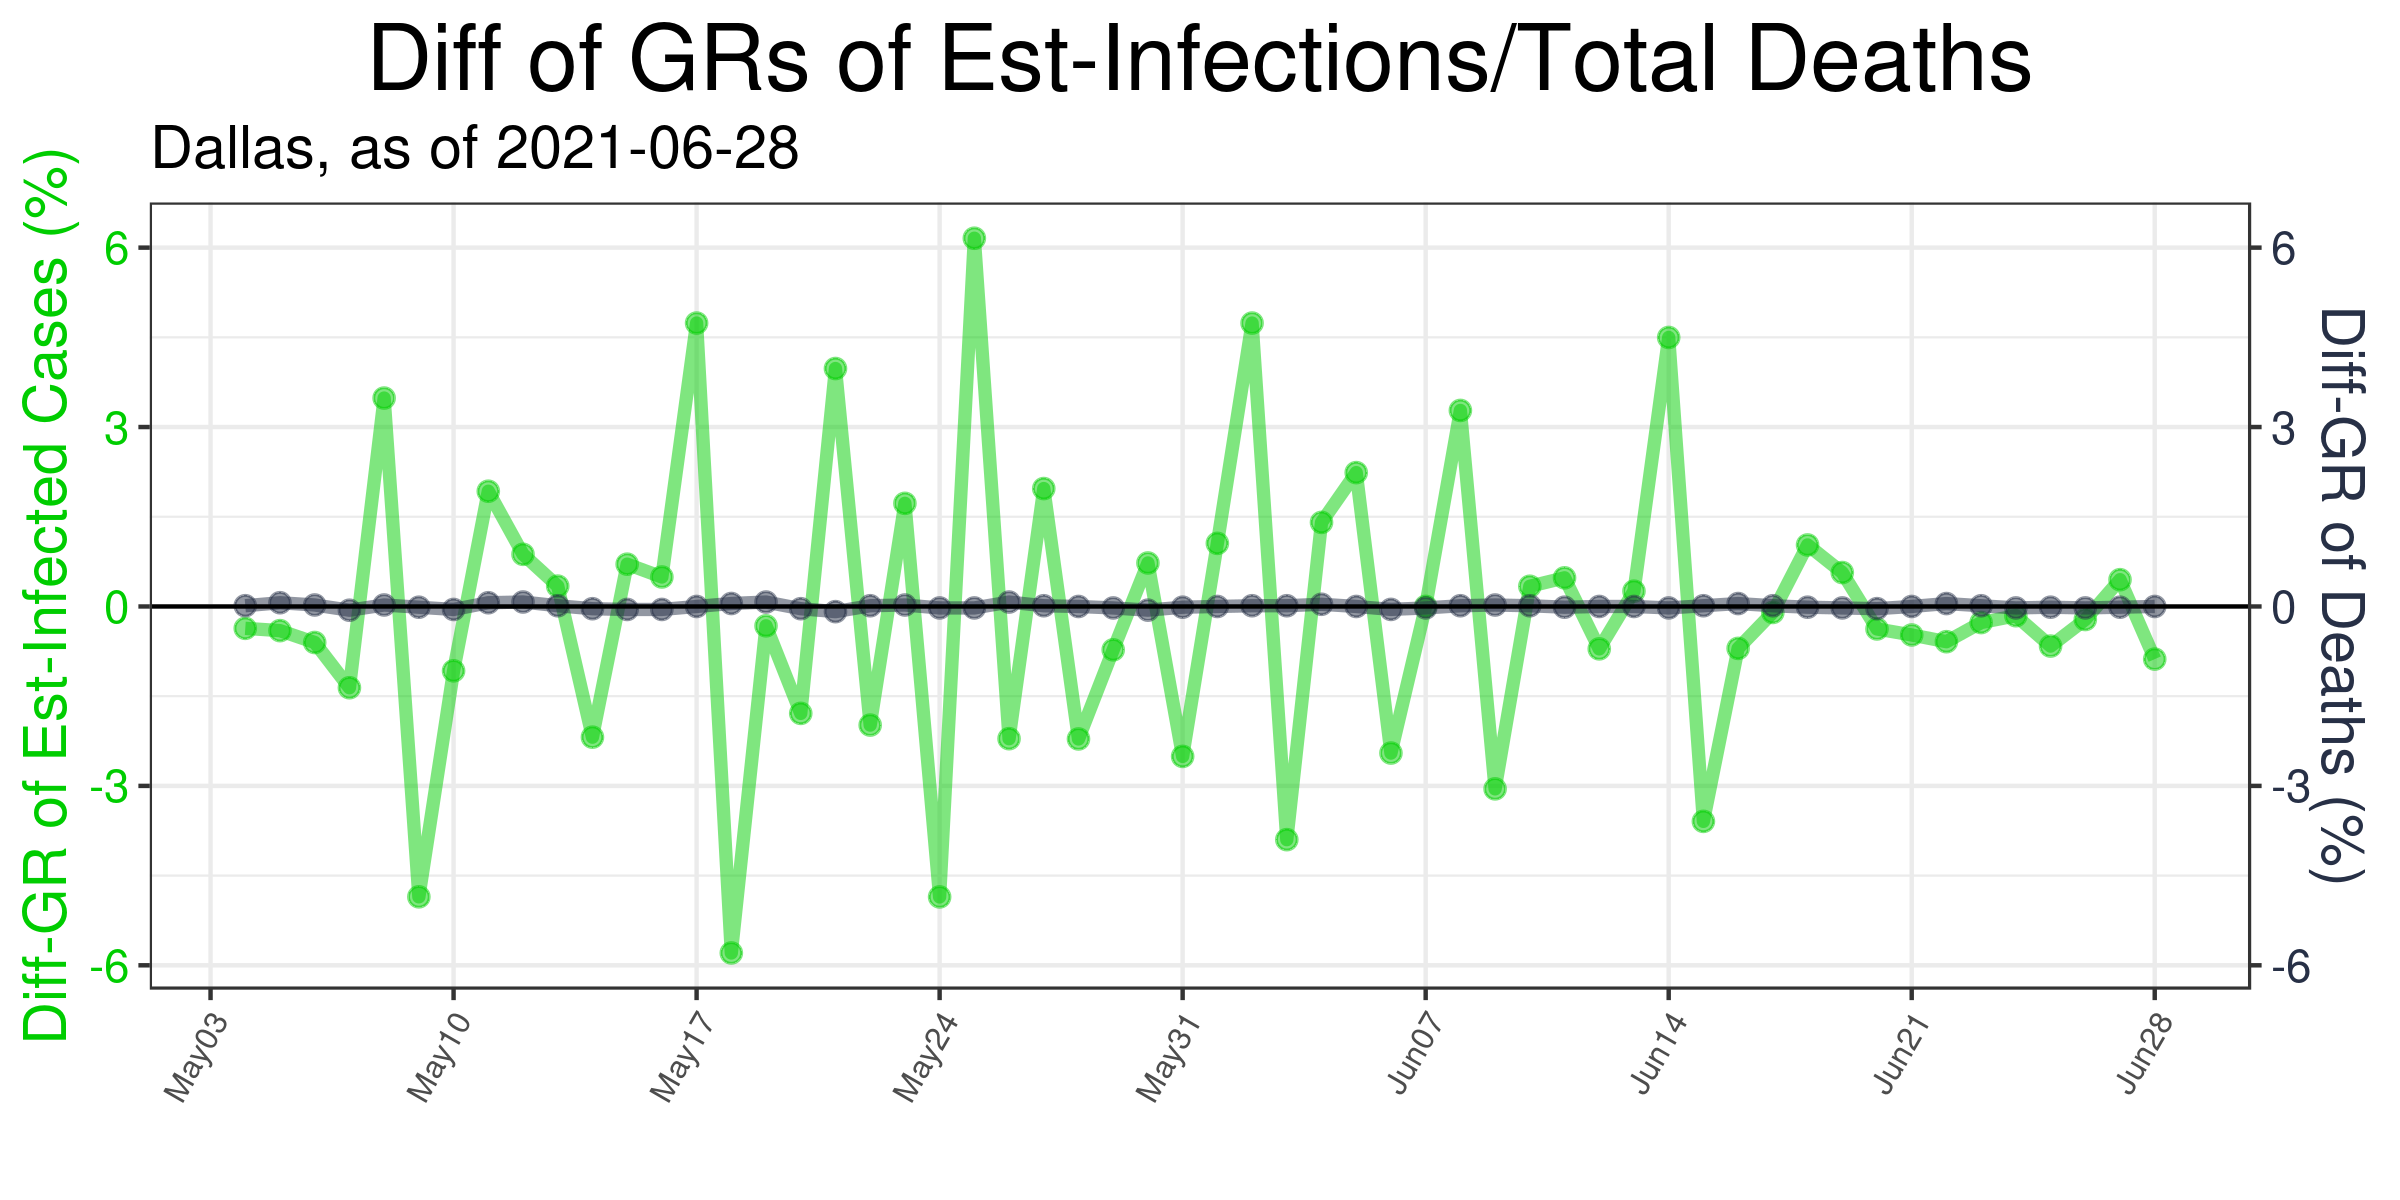 Diff of GRs of Est-Infections/Total Deaths
Dallas, as of 2021-06-28
Diff-GR of Est-Infected Cases (%)
6
3
0
-3
-6
6
3
0
-3
-6
Diff-GR of Deaths (%)
May03
May10
May17
May24
May31
Jun07
Jun14
Jun21
Jun28